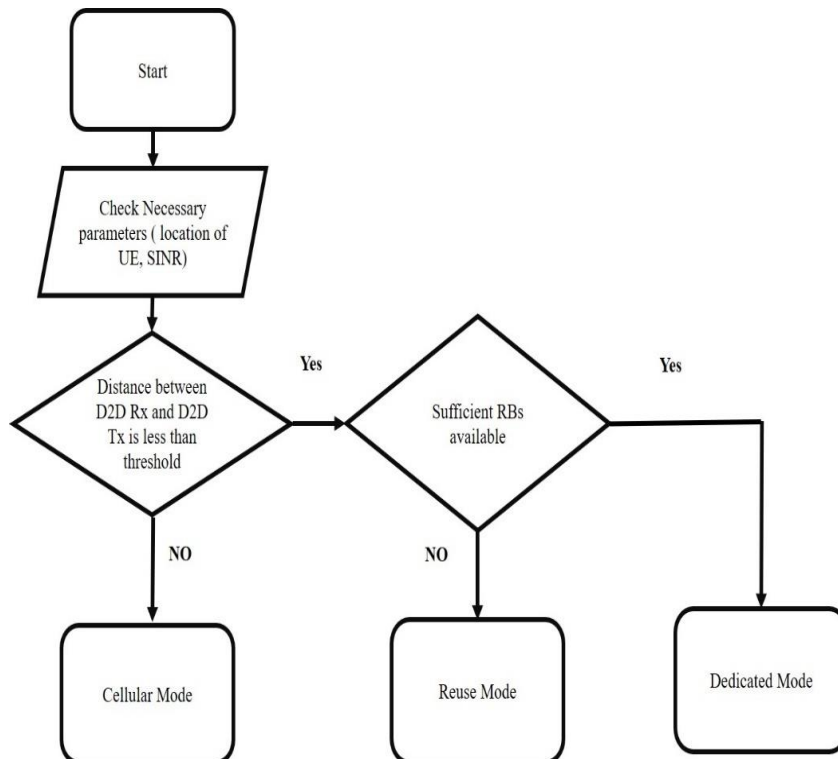 Start
Check Necessary
parameters ( location of
UE, SINR)
Distance between
D2D Rx and D2D
Tx is less than
threshold
Yes
Sufficient RBs
available
Yes
NO
NO
Cellular Mode
Reuse Mode
Dedicated Mode